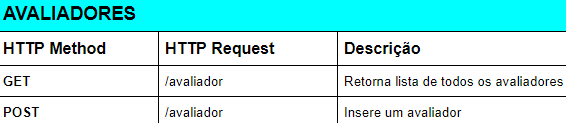 AVALIADORES
HTTP Method HTTP Request Descrição
GET /avaliador Retorna lista de todos os avaliadores
POST /avaliador Insere um avaliador